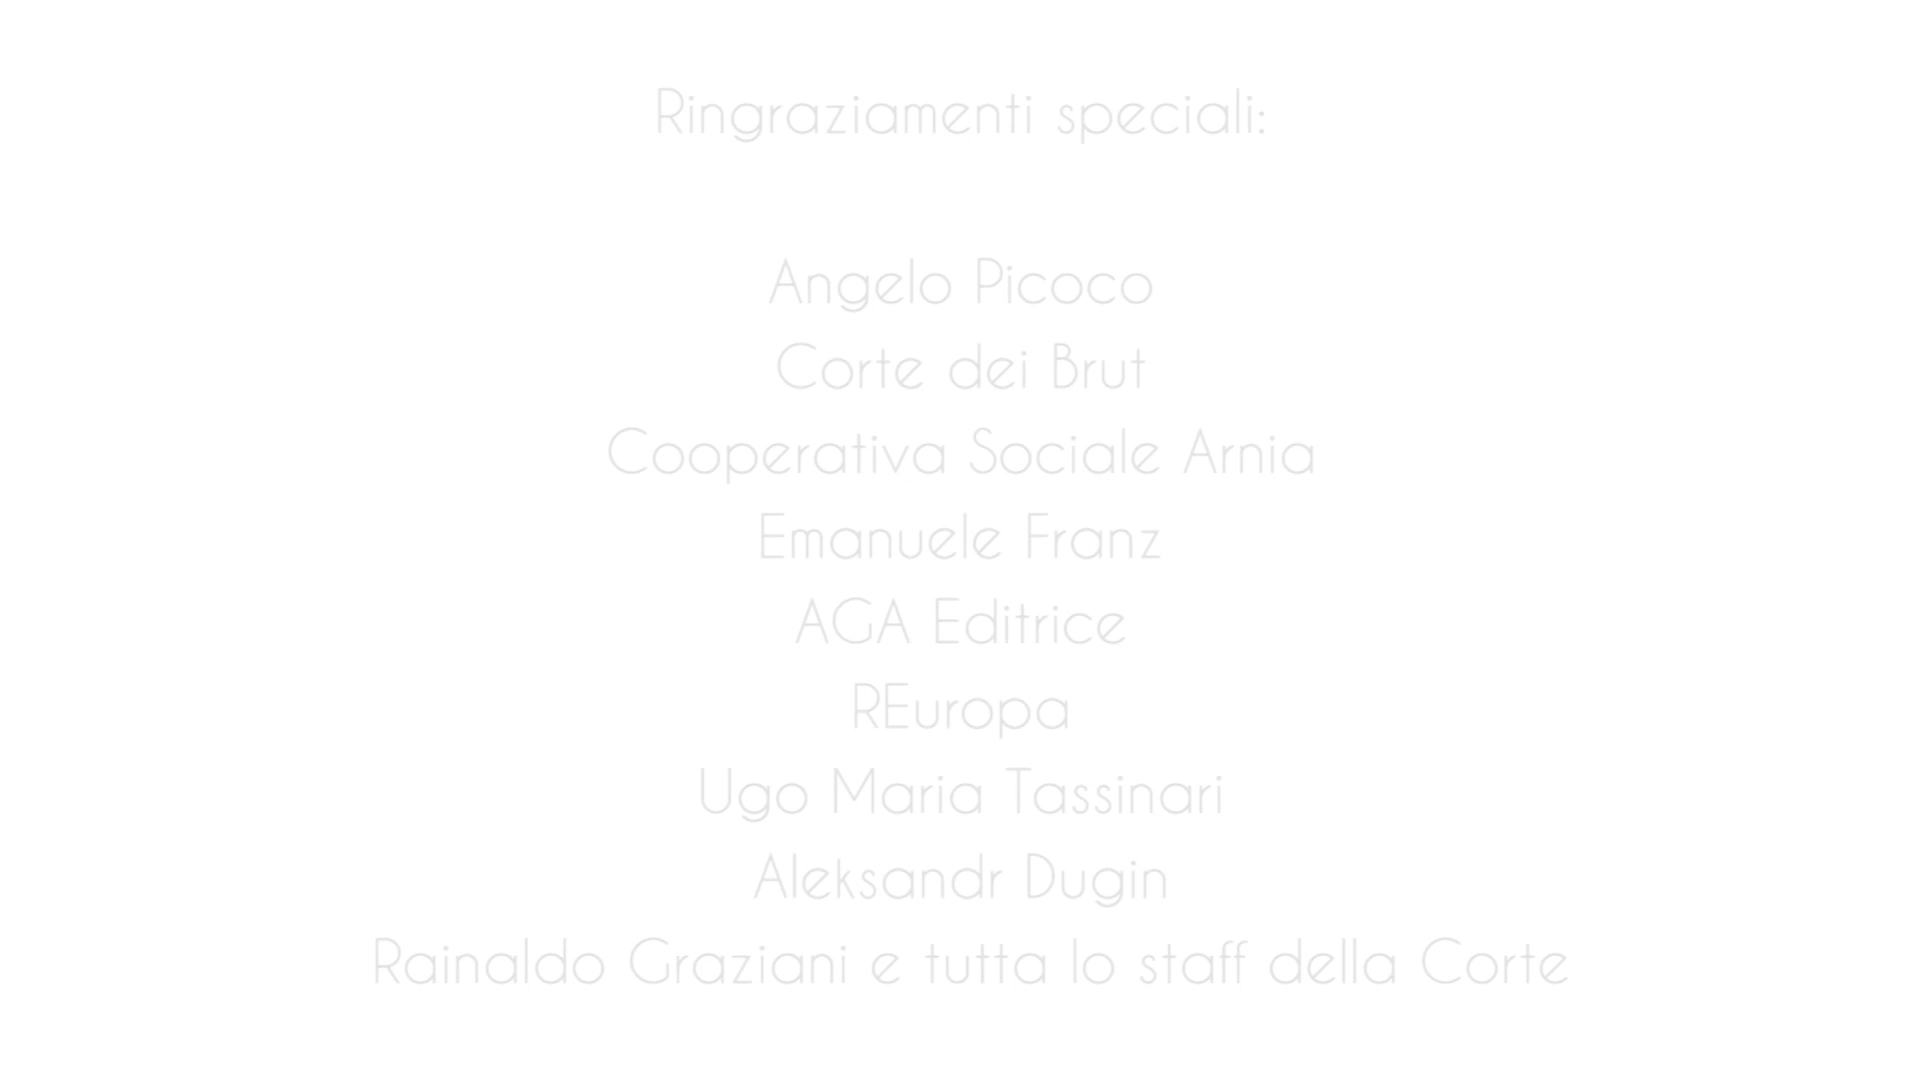 Ringraziamenti speciali:
Angelo Picoco
Corte dei Brut
Cooperativa Sociale Arnia
Emanuele Franz
AGA Editrice
REuropa
Ugo Maria Tassinari
Aleksandr Dugin
Rainaldo Graziani e tutta lo staff della Corte